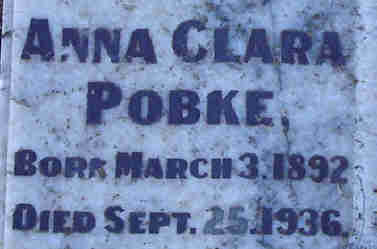 ANNA CLARA
POBKE.
BORN MARCH 3.1892
DIED SEPT. 25.1936.